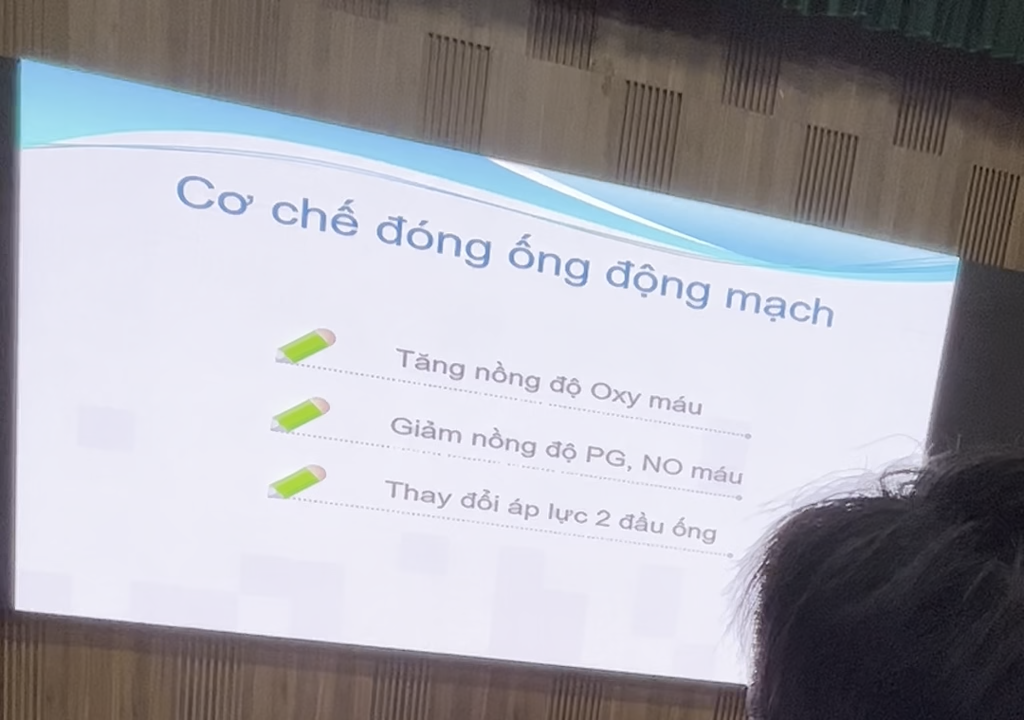 Cơ chế đóng ống động mạch
Tăng nồng độ Oxy máu
Giảm nồng độ PG, NO máu
Thay đổi áp lực 2 đầu ống